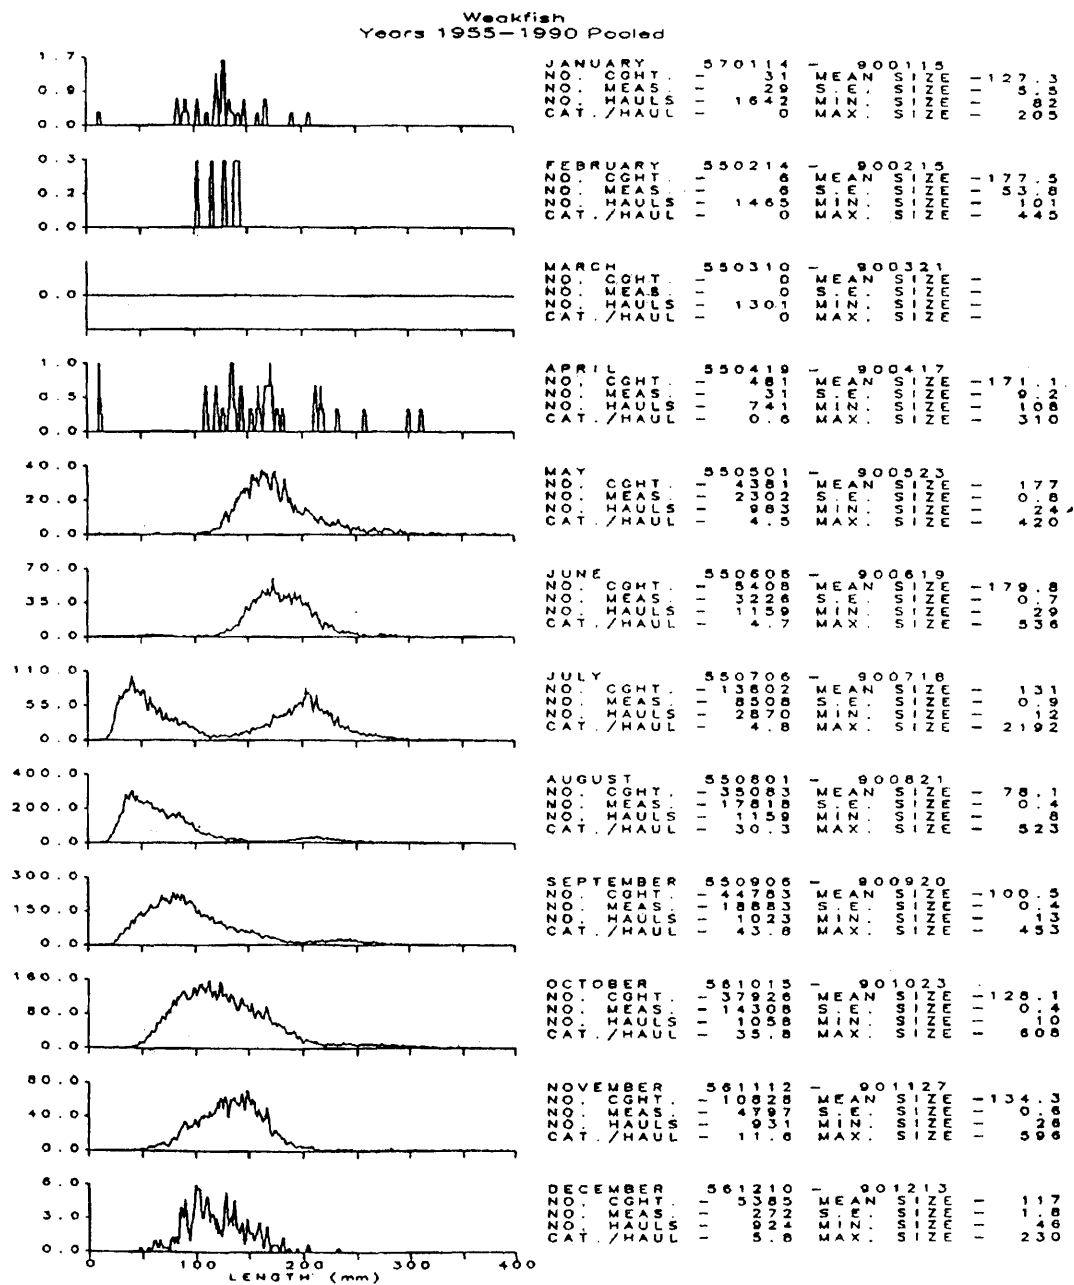 Weakfish
Years 1955-1990 Pooled
1.7
0.9
0.0
JANUARY 570114 - 900115
NO. CGHT. - 31 MEAN SIZE -127.3
NO. MEAS. - 29 S.E. SIZE - 5.5
NO. HAULS - 1642 MIN. SIZE - 82
CAT./HAUL - 0 MAX. SIZE - 205
0.3
0.2
0.0
FEBRUARY 550214 - 900215
NO. CGHT. - 6 MEAN SIZE -177.5
NO. MEAS. - 6 S.E. SIZE - 53.8
NO. HAULS - 1465 MIN. SIZE - 101
CAT./HAUL - 0 MAX. SIZE - 445
0.0
MARCH 550310 - 900321
NO. CGHT. - 0 MEAN SIZE -
NO. MEAS. - 0 S.E. SIZE -
NO. HAULS - 1301 MIN. SIZE -
CAT./HAUL - 0 MAX. SIZE -
1.0
0.5
0.0
APRIL 550419 - 900417
NO. CGHT. - 481 MEAN SIZE -171.1
NO. MEAS. - 31 S.E. SIZE - 9.2
NO. HAULS - 741 MIN. SIZE - 108
CAT./HAUL - 0.6 MAX. SIZE - 310
40.0
20.0
0.0
MAY 550501 - 900523
NO. CGHT. - 4381 MEAN SIZE - 177
NO. MEAS. - 2302 S.E. SIZE - 0.8
NO. HAULS - 983 MIN. SIZE - 24
CAT./HAUL - 4.5 MAX. SIZE - 420
70.0
35.0
0.0
JUNE 550606 - 900619
NO. CGHT. - 5408 MEAN SIZE -179.8
NO. MEAS. - 3226 S.E. SIZE - 0.7
NO. HAULS - 1159 MIN. SIZE - 29
CAT./HAUL - 4.7 MAX. SIZE - 536
110.0
55.0
0.0
JULY 550706 - 900718
NO. CGHT. - 13802 MEAN SIZE - 131
NO. MEAS. - 8508 S.E. SIZE - 0.9
NO. HAULS - 2870 MIN. SIZE - 12
CAT./HAUL - 4.8 MAX. SIZE - 2192
400.0
200.0
0.0
AUGUST 550801 - 900821
NO. CGHT. - 35083 MEAN SIZE - 78.1
NO. MEAS. - 17818 S.E. SIZE - 0.4
NO. HAULS - 1159 MIN. SIZE - 8
CAT./HAUL - 30.3 MAX. SIZE - 523
300.0
150.0
0.0
SEPTEMBER 550906 - 900920
NO. CGHT. - 44783 MEAN SIZE -100.5
NO. MEAS. - 18883 S.E. SIZE - 0.4
NO. HAULS - 1023 MIN. SIZE - 13
CAT./HAUL - 43.8 MAX. SIZE - 453
160.0
80.0
0.0
OCTOBER 561015 - 901023
NO. CGHT. - 37926 MEAN SIZE -128.1
NO. MEAS. - 14308 S.E. SIZE - 0.4
NO. HAULS - 1058 MIN. SIZE - 10
CAT./HAUL - 35.8 MAX. SIZE - 608
80.0
40.0
0.0
NOVEMBER 561112 - 901127
NO. CGHT. - 10828 MEAN SIZE -134.3
NO. MEAS. - 4797 S.E. SIZE - 0.6
NO. HAULS - 931 MIN. SIZE - 26
CAT./HAUL - 11.6 MAX. SIZE - 596
6.0
3.0
0.0
DECEMBER 561210 - 901213
NO. CGHT. - 5385 MEAN SIZE - 117
NO. MEAS. - 272 S.E. SIZE - 1.8
NO. HAULS - 924 MIN. SIZE - 46
CAT./HAUL - 5.8 MAX. SIZE - 230
0 100 200 300 400
LENGTH (mm)